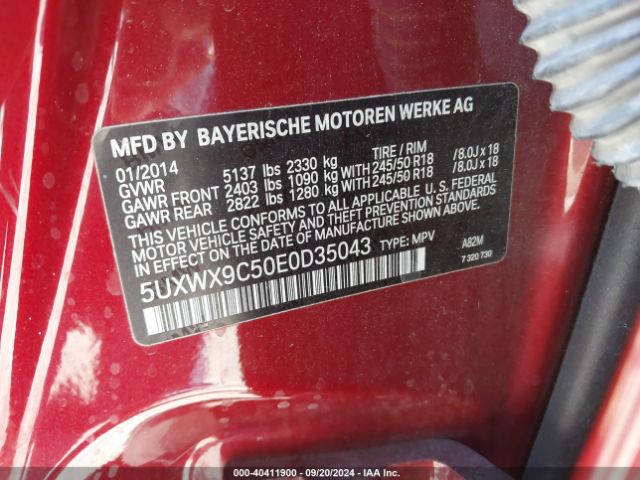 MFD BY BAYERISCHE MOTOREN WERKE AG
01/2014 TIRE / RIM
GVWR 5137 lbs 2330 kg
GAWR FRONT 2403 lbs 1090 kg WITH 245/50 R18 / 8.0J x 18
GAWR REAR 2822 lbs 1280 kg WITH 245/50 R18 / 8.0J x 18
THIS VEHICLE CONFORMS TO ALL APPLICABLE U.S. FEDERAL
MOTOR VEHICLE SAFETY, BUMPER, AND THEFT PREVENTION STANDARDS
IN EFFECT ON THE DATE OF MANUFACTURE SHOWN ABOVE.
5UXWX9C50E0D35043 TYPE: MPV A82M
7 320 730
000-40411900 - 09/20/2024 - IAA Inc.